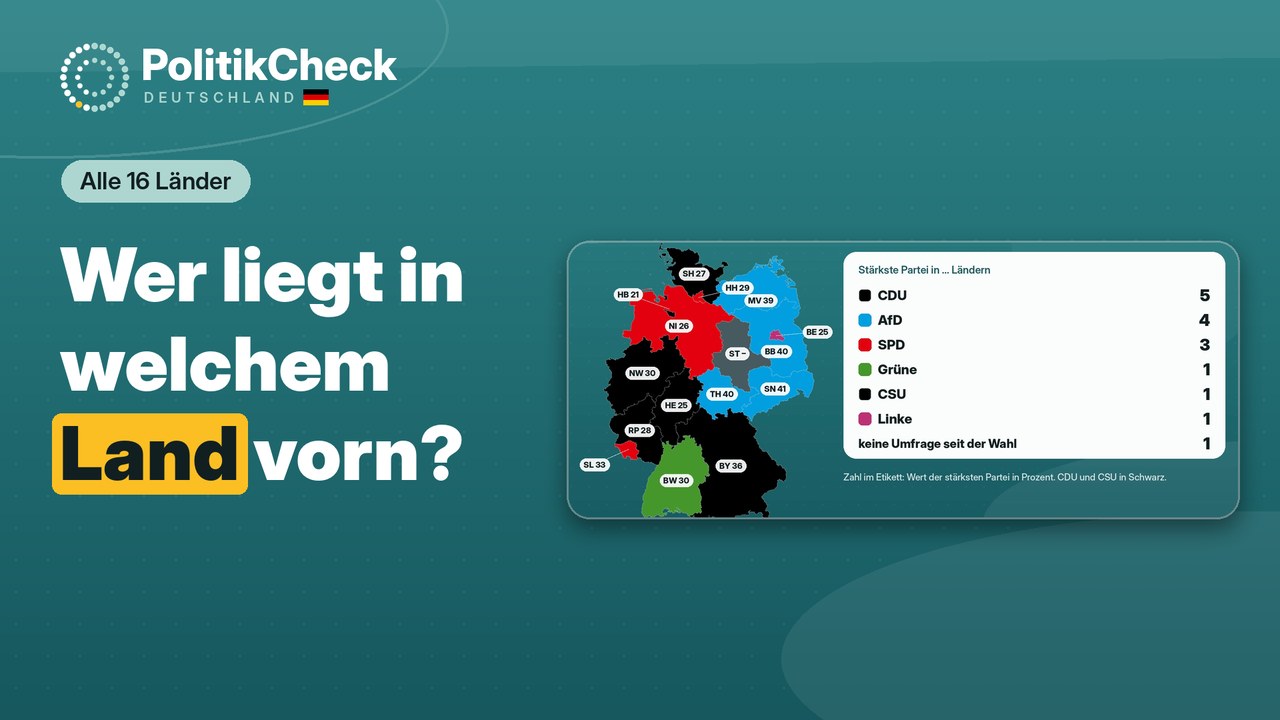 PolitikCheck
DEUTSCHLAND
Alle 16 Länder
Wer liegt in
welchem
Land vorn?
SH 27
HH 29
HB 21
MV 39
NI 26
BE 25
ST –
BB 40
NW 30
TH 40
SN 41
HE 25
RP 28
SL 33
BY 36
BW 30
Stärkste Partei in ... Ländern
CDU 5
AfD 4
SPD 3
Grüne 1
CSU 1
Linke 1
keine Umfrage seit der Wahl 1
Zahl im Etikett: Wert der stärksten Partei in Prozent. CDU und CSU in Schwarz.